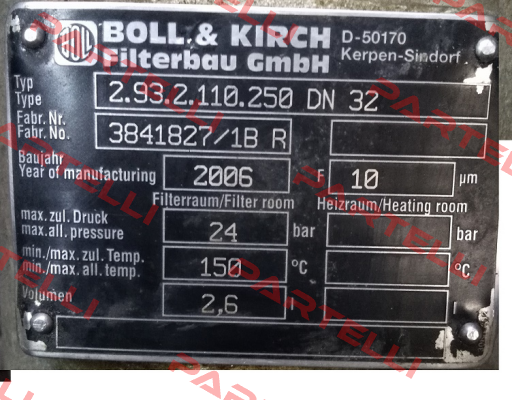 BOLL BOLL & KIRCH D-50170
Filterbau GmbH Kerpen-Sindorf
Typ
Type 2.93.2.110.250 DN 32
Fabr. Nr.
Fabr. No. 3841827/1B R
Baujahr
Year of manufacturing 2006 F 10 µm
Filterraum/Filter room Heizraum/Heating room
max. zul. Druck
max. all. pressure 24 bar bar
min./max. zul. Temp.
min./max. all. temp. 150 °C °C
Volumen 2,6 l l
PARTELLI